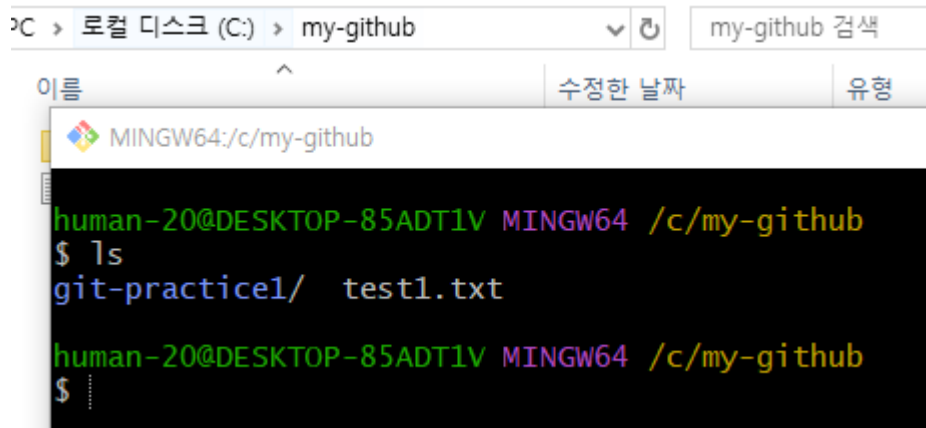 PC > 로컬 디스크 (C:) > my-github
my-github 검색
이름 수정한 날짜 유형
MINGW64:/c/my-github
human-20@DESKTOP-85ADT1V MINGW64 /c/my-github
$ ls
git-practice1/  test1.txt
human-20@DESKTOP-85ADT1V MINGW64 /c/my-github
$